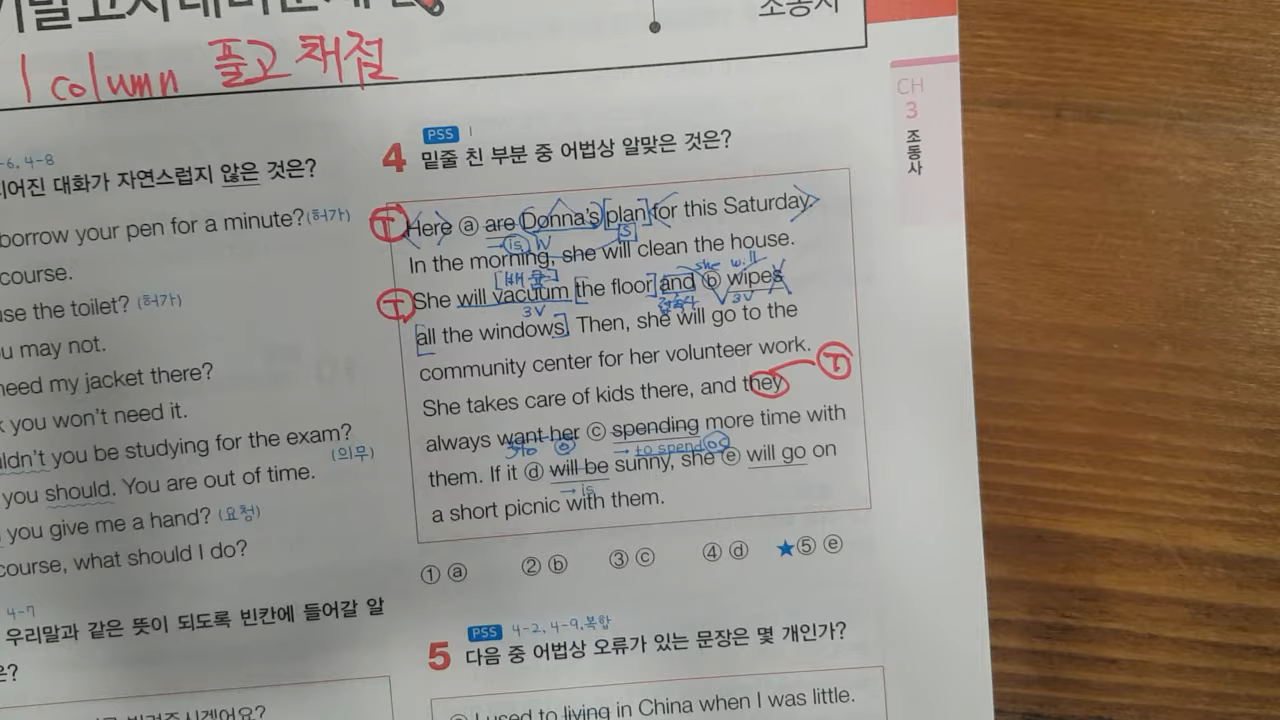 조동사
1 column 풀고 채점
CH
3
조동사
-6, 4-8
어진 대화가 자연스럽지 않은 것은?
borrow your pen for a minute? (허가)
course.
use the toilet? (허가)
you may not.
need my jacket there?
you won't need it.
uldn't you be studying for the exam?
(의무)
you should. You are out of time.
you give me a hand? (요청)
course, what should I do?
4-7
우리말과 같은 뜻이 되도록 빈칸에 들어갈 알
은?
4 PSS 1
밑줄 친 부분 중 어법상 알맞은 것은?
Ⓣ Here ⓐ are Donna's plan for this Saturday.
→ is V S
In the morning, she will clean the house.
she will
Ⓣ She will vacuum the floor and ⓑ wipes
3V 3V
all the windows. Then, she will go to the
community center for her volunteer work.
She takes care of kids there, and they Ⓣ
always want her ⓒ spending more time with
→ to spend
them. If it ⓓ will be sunny, she ⓔ will go on
→ is
a short picnic with them.
① ⓐ ② ⓑ ③ ⓒ ④ ⓓ ★⑤ ⓔ
5 PSS 4-2, 4-9, 복합
다음 중 어법상 오류가 있는 문장은 몇 개인가?
I used to living in China when I was little.